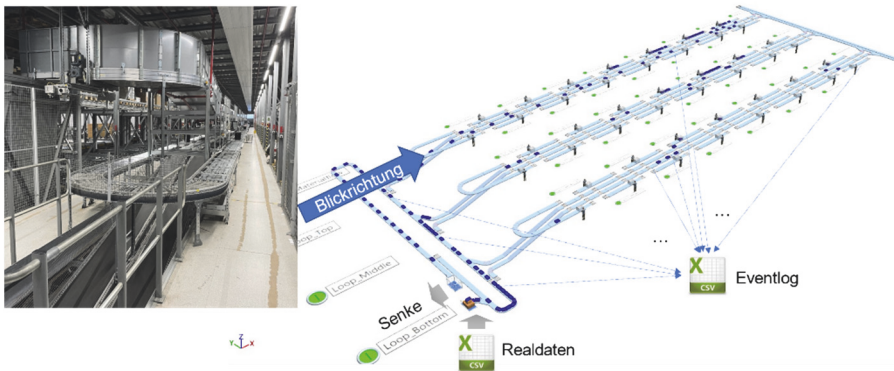 Blickrichtung
Loop_Top
Loop_Middle
Senke
Loop_Bottom
...
...
X
CSV
Eventlog
X
CSV
Realdaten
Z
Y
X